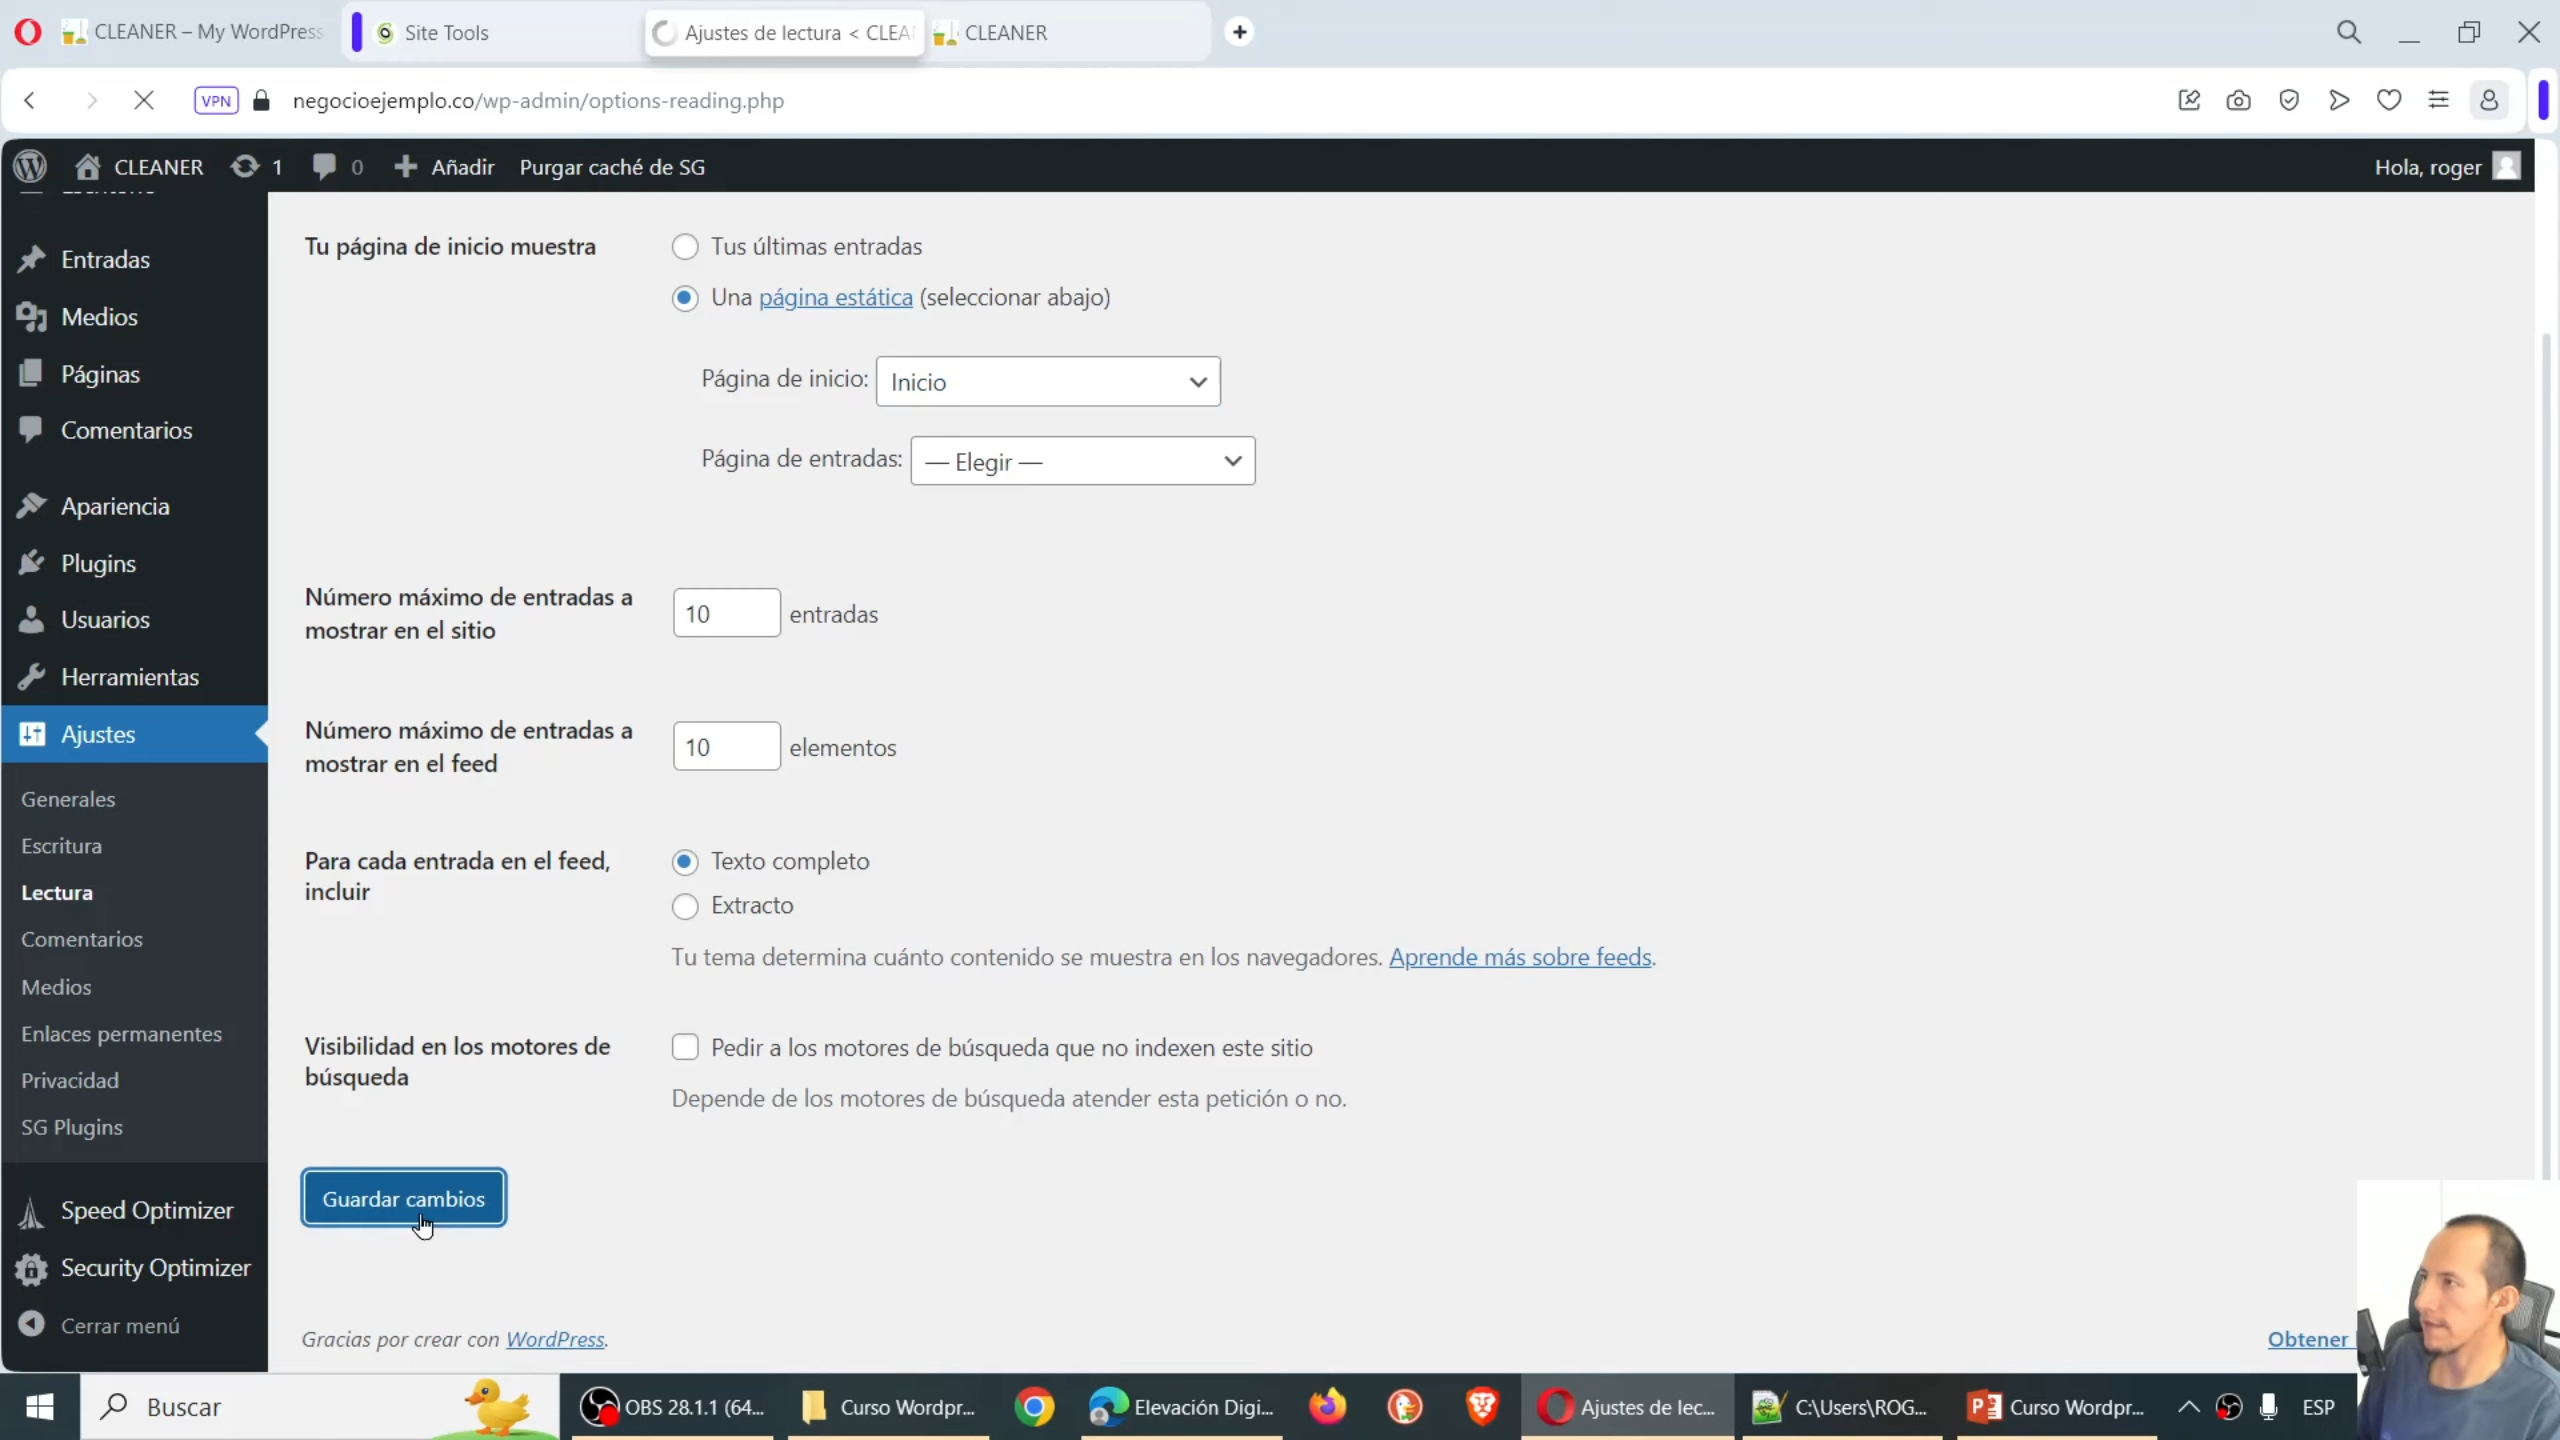 CLEANER – My WordPress
Site Tools
Ajustes de lectura < CLEA
CLEANER
VPN
negocioejemplo.co/wp-admin/options-reading.php
CLEANER
1
0
Añadir
Purgar caché de SG
Hola, roger
Entradas
Medios
Páginas
Comentarios
Apariencia
Plugins
Usuarios
Herramientas
Ajustes
Generales
Escritura
Lectura
Comentarios
Medios
Enlaces permanentes
Privacidad
SG Plugins
Speed Optimizer
Security Optimizer
Cerrar menú
Tu página de inicio muestra
Tus últimas entradas
Una página estática (seleccionar abajo)
Página de inicio: Inicio
Página de entradas: — Elegir —
Número máximo de entradas a
mostrar en el sitio
10 entradas
Número máximo de entradas a
mostrar en el feed
10 elementos
Para cada entrada en el feed,
incluir
Texto completo
Extracto
Tu tema determina cuánto contenido se muestra en los navegadores. Aprende más sobre feeds.
Visibilidad en los motores de
búsqueda
Pedir a los motores de búsqueda que no indexen este sitio
Depende de los motores de búsqueda atender esta petición o no.
Guardar cambios
Gracias por crear con WordPress.
Obtener
Buscar
OBS 28.1.1 (64...
Curso Wordpr...
Elevación Digi...
Ajustes de lec...
C:\Users\ROG...
Curso Wordpr...
ESP